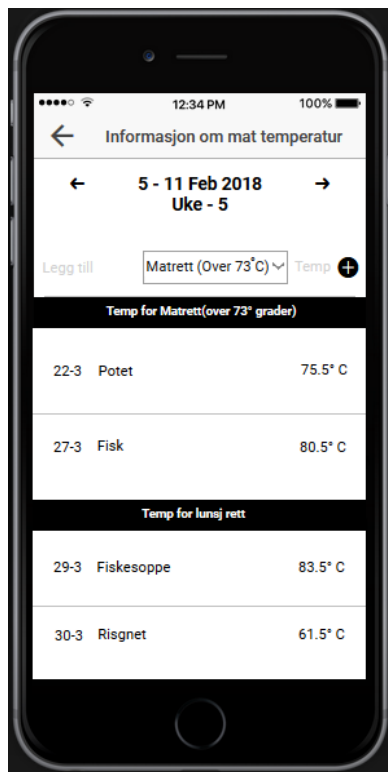 12:34 PM 100%
Informasjon om mat temperatur
5 - 11 Feb 2018
Uke - 5
Legg till Matrett (Over 73°C) Temp
Temp for Matrett(over 73° grader)
22-3 Potet 75.5° C
27-3 Fisk 80.5° C
Temp for lunsj rett
29-3 Fiskesoppe 83.5° C
30-3 Risgnet 61.5° C